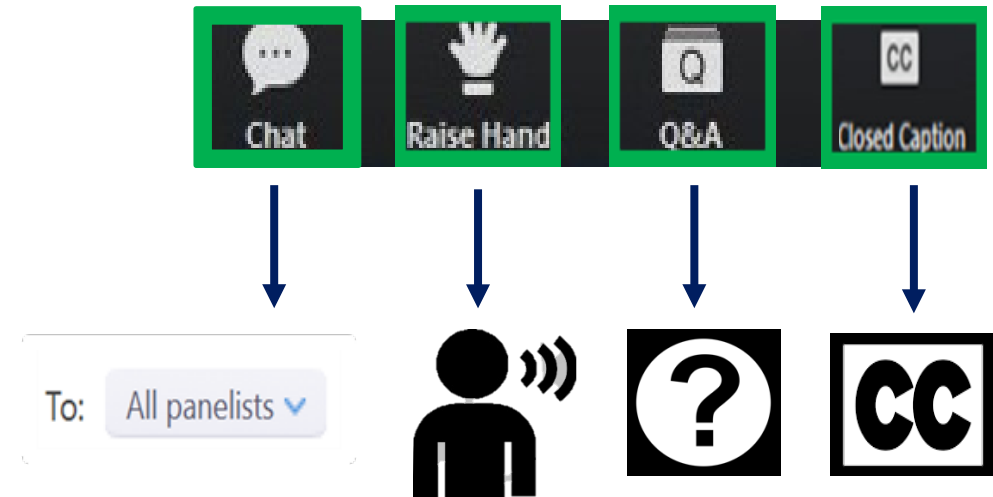 ...
Q
CC
Chat
Raise Hand
Q&A
Closed Caption
To: All panelists
?
CC